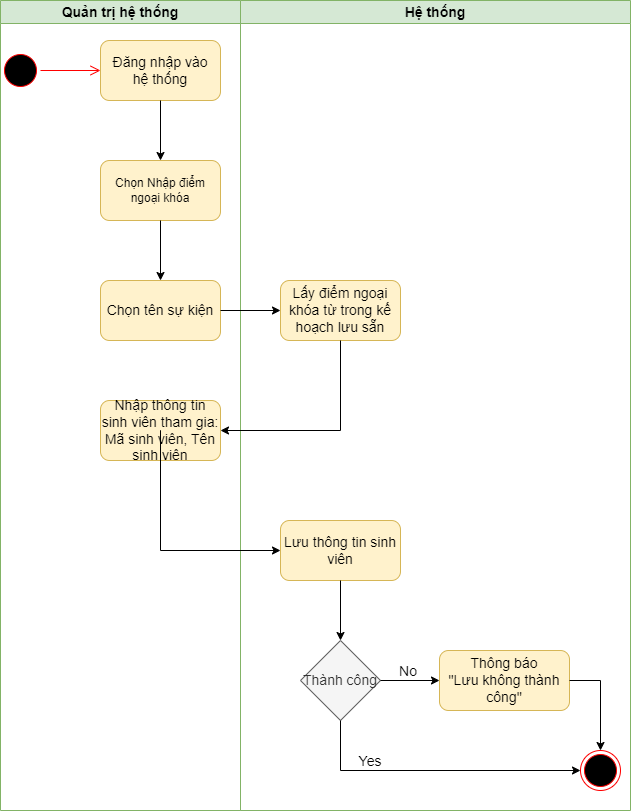 Quản trị hệ thống
Hệ thống
Đăng nhập vào
hệ thống
Chọn Nhập điểm
ngoại khóa
Chọn tên sự kiện
Lấy điểm ngoại
khóa từ trong kế
hoạch lưu sẵn
Nhập thông tin
sinh viên tham gia:
Mã sinh viên, Tên
sinh viên
Lưu thông tin sinh
viên
Thành công
No
Thông báo
"Lưu không thành
công"
Yes